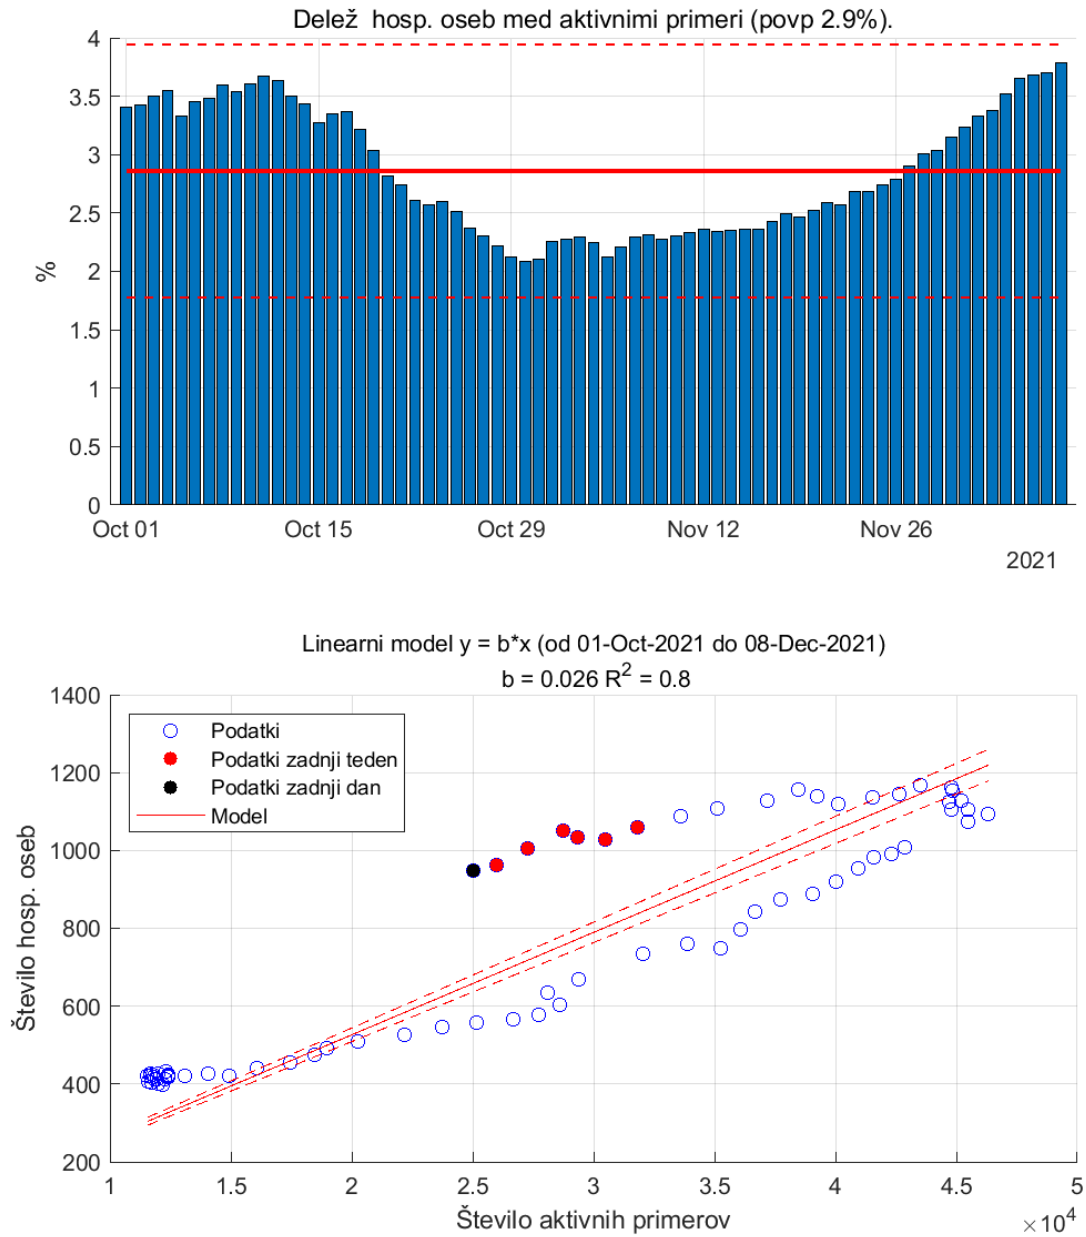 Delež hosp. oseb med aktivnimi primeri (povp 2.9%).
4
3.5
3
2.5
2
1.5
1
0.5
0
%
Oct 01 Oct 15 Oct 29 Nov 12 Nov 26
2021
Linearni model y = b*x (od 01-Oct-2021 do 08-Dec-2021)
b = 0.026 R² = 0.8
1400
1200
1000
800
600
400
200
Število hosp. oseb
Podatki
Podatki zadnji teden
Podatki zadnji dan
Model
1 1.5 2 2.5 3 3.5 4 4.5 5
Število aktivnih primerov
×10⁴